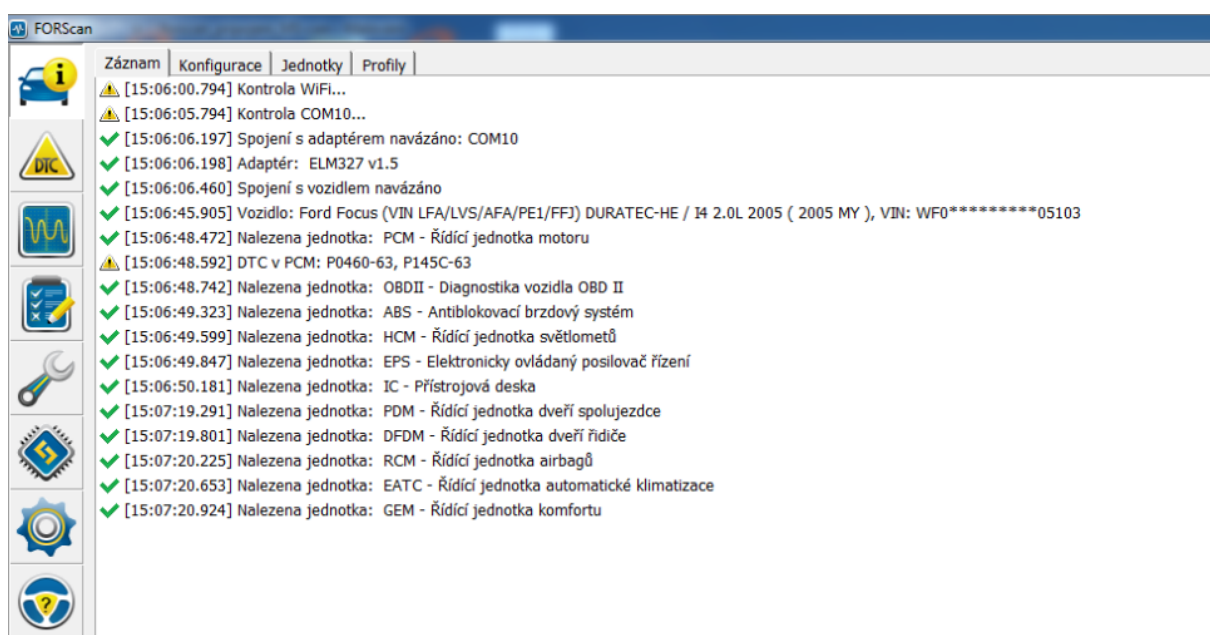 FORScan
Záznam Konfigurace Jednotky Profily
[15:06:00.794] Kontrola WiFi...
[15:06:05.794] Kontrola COM10...
[15:06:06.197] Spojení s adaptérem navázáno: COM10
[15:06:06.198] Adaptér: ELM327 v1.5
[15:06:06.460] Spojení s vozidlem navázáno
[15:06:45.905] Vozidlo: Ford Focus (VIN LFA/LVS/AFA/PE1/FFJ) DURATEC-HE / I4 2.0L 2005 ( 2005 MY ), VIN: WF0*********05103
[15:06:48.472] Nalezena jednotka: PCM - Řídící jednotka motoru
[15:06:48.592] DTC v PCM: P0460-63, P145C-63
[15:06:48.742] Nalezena jednotka: OBDII - Diagnostika vozidla OBD II
[15:06:49.323] Nalezena jednotka: ABS - Antiblokovací brzdový systém
[15:06:49.599] Nalezena jednotka: HCM - Řídící jednotka světlometů
[15:06:49.847] Nalezena jednotka: EPS - Elektronicky ovládaný posilovač řízení
[15:06:50.181] Nalezena jednotka: IC - Přístrojová deska
[15:07:19.291] Nalezena jednotka: PDM - Řídící jednotka dveří spolujezdce
[15:07:19.801] Nalezena jednotka: DFDM - Řídící jednotka dveří řidiče
[15:07:20.225] Nalezena jednotka: RCM - Řídící jednotka airbagů
[15:07:20.653] Nalezena jednotka: EATC - Řídící jednotka automatické klimatizace
[15:07:20.924] Nalezena jednotka: GEM - Řídící jednotka komfortu
DTC